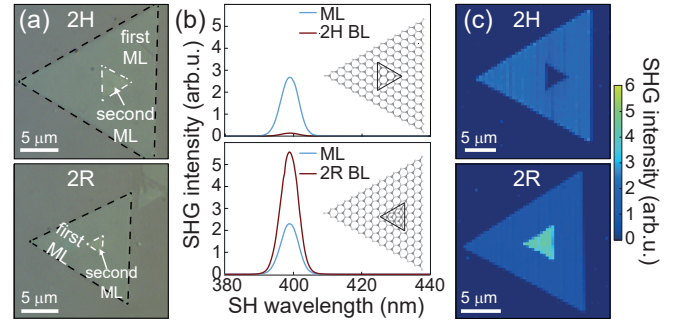 (a)
2H
first
ML
second
ML
5 μm
2R
first
ML
second
ML
5 μm
(b)
SHG intensity (arb.u.)
5
4
3
2
1
0
ML
2H BL
5
4
3
2
1
0
ML
2R BL
380
400
420
440
SH wavelength (nm)
(c)
2H
5 μm
2R
5 μm
6
5
4
3
2
1
0
SHG intensity (arb.u.)